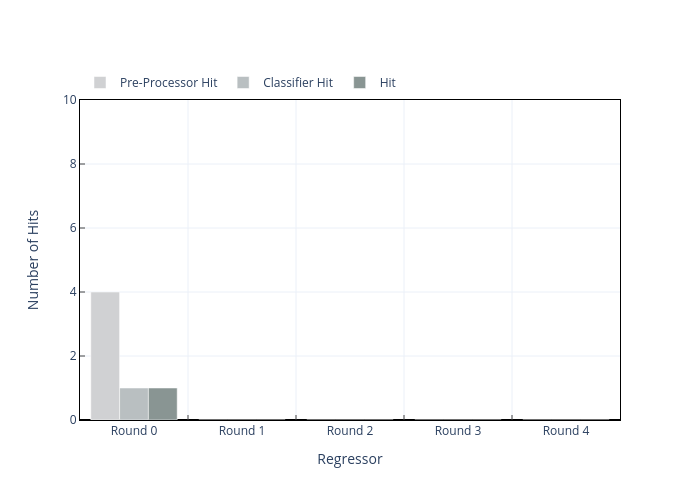 Pre-Processor Hit Classifier Hit Hit
10
8
6
4
2
0
Number of Hits
Round 0 Round 1 Round 2 Round 3 Round 4
Regressor